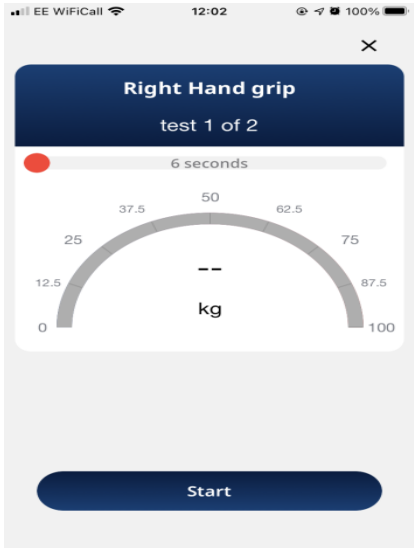 EE WiFiCall 12:02 100%
×
Right Hand grip
test 1 of 2
6 seconds
50
37.5 62.5
25 75
--
12.5 87.5
kg
0 100
Start